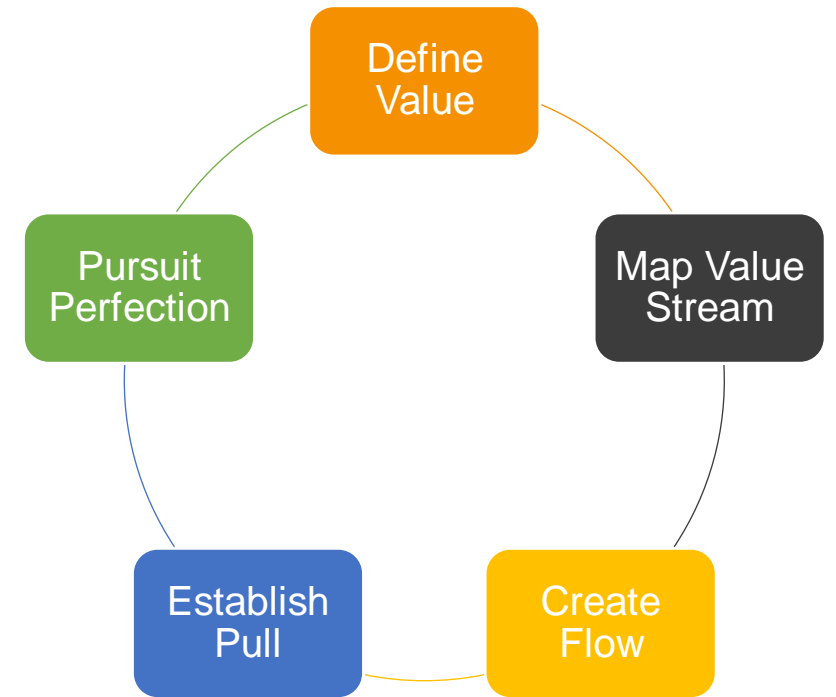 Define
Value
Map Value
Stream
Create
Flow
Establish
Pull
Pursuit
Perfection